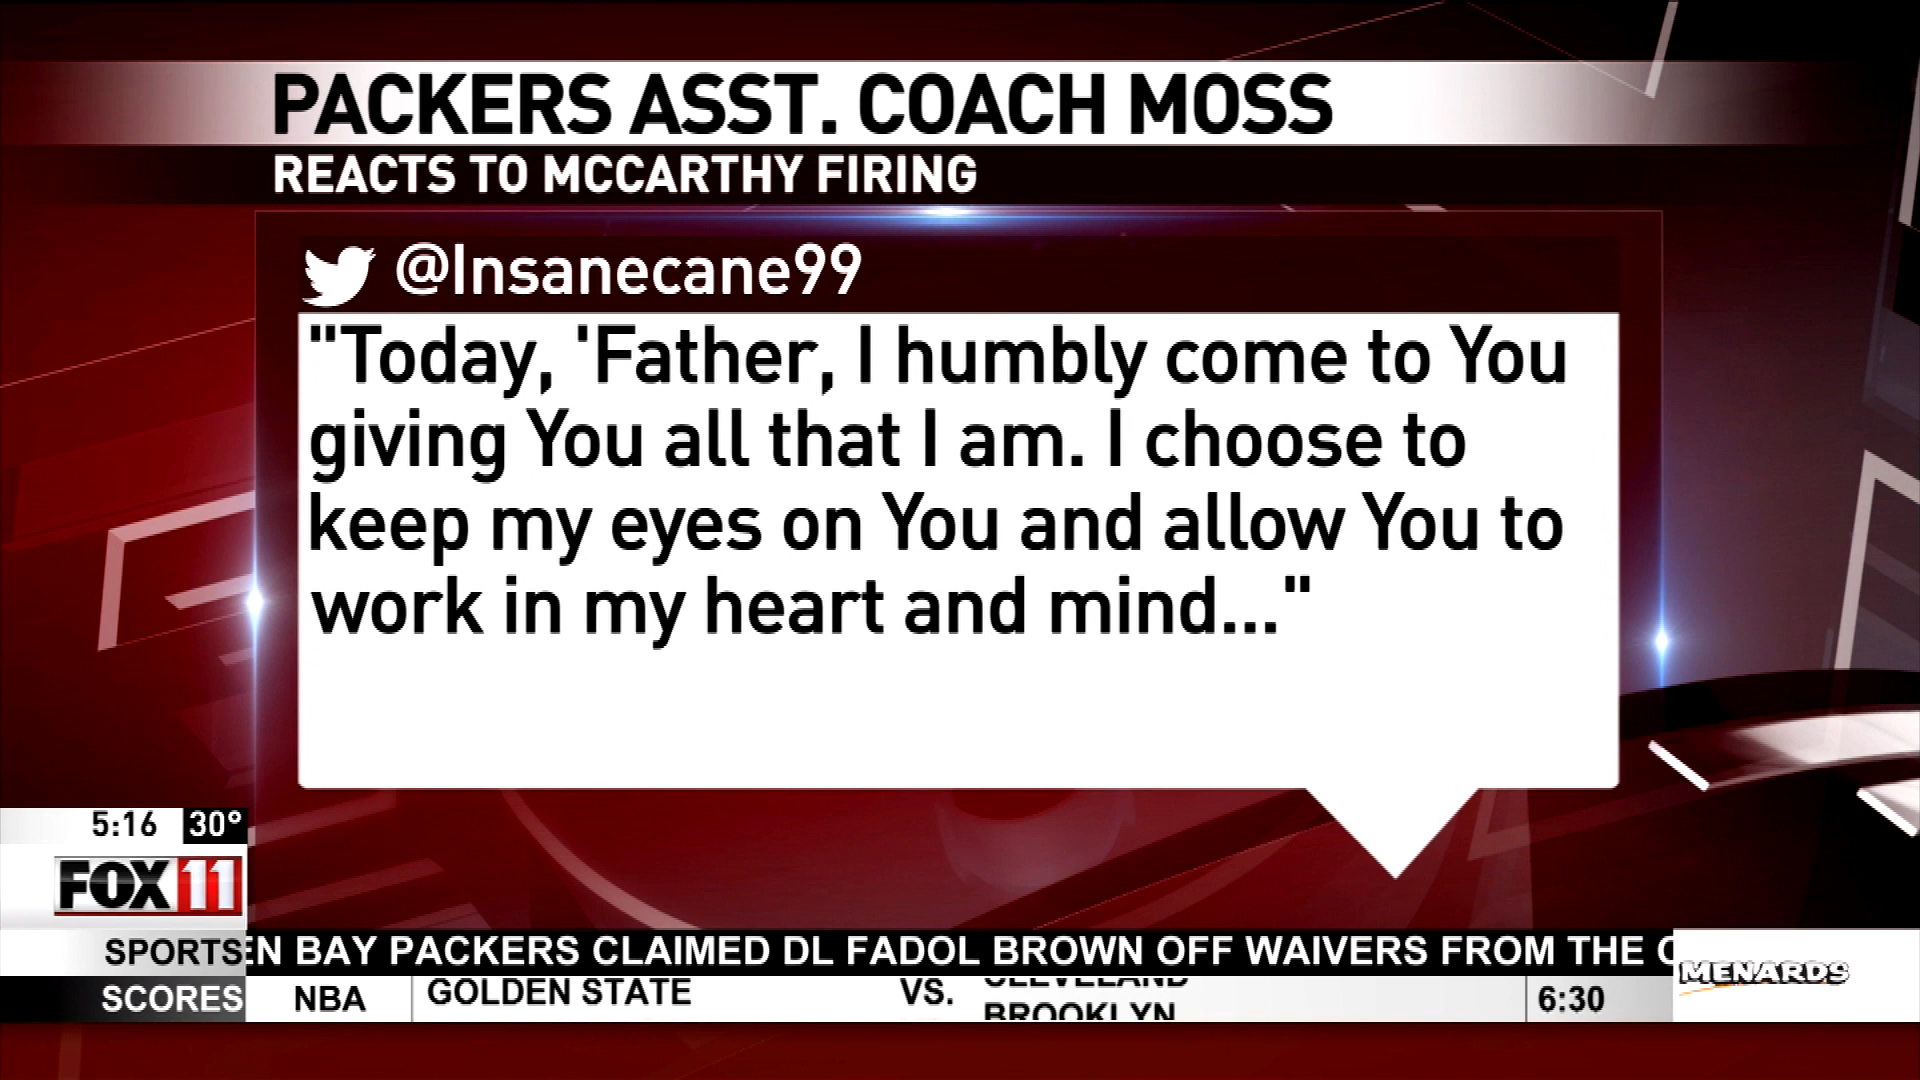 PACKERS ASST. COACH MOSS
REACTS TO MCCARTHY FIRING
@Insanecane99
"Today, 'Father, I humbly come to You
giving You all that I am. I choose to
keep my eyes on You and allow You to
work in my heart and mind..."
5:16 30°
FOX 11
SPORTS EN BAY PACKERS CLAIMED DL FADOL BROWN OFF WAIVERS FROM THE
SCORES NBA GOLDEN STATE VS. CLEVELAND 6:30
BROOKLYN
MENARDS